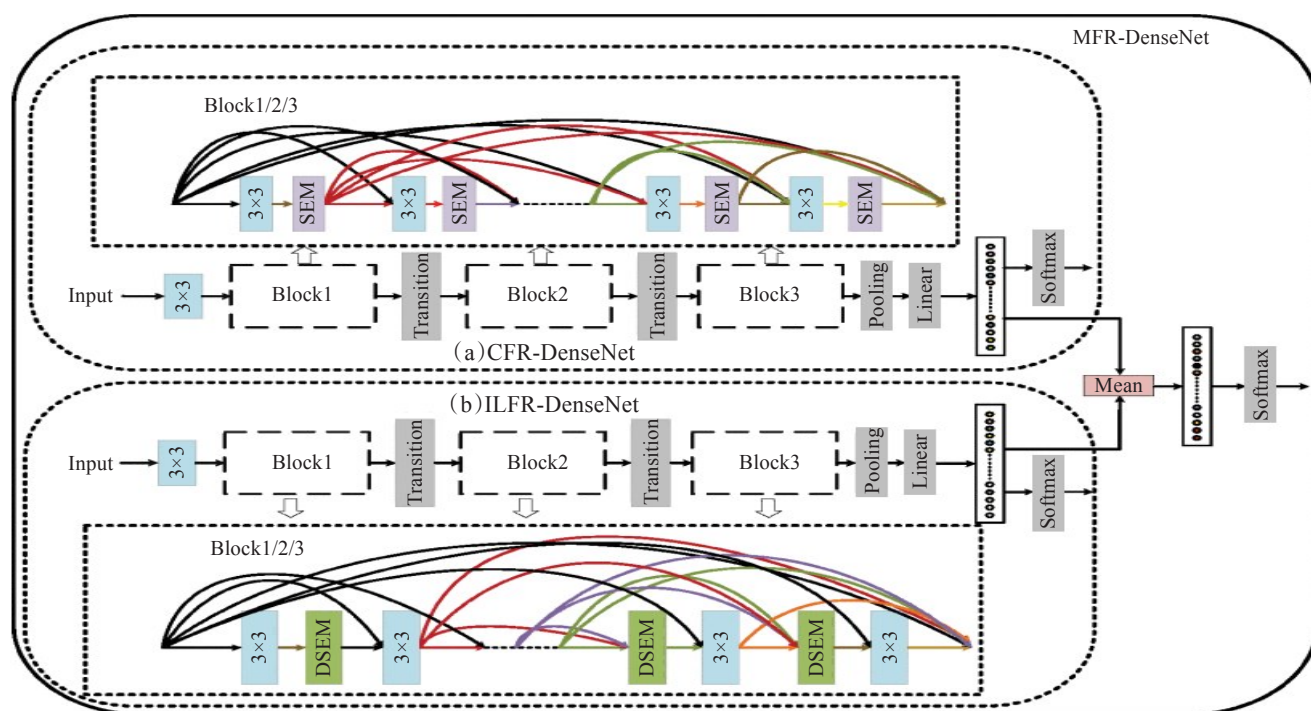 MFR-DenseNet
Block1/2/3
3×3
SEM
3×3
SEM
3×3
SEM
3×3
SEM
Input
3×3
Block1
Transition
Block2
Transition
Block3
Pooling
Linear
Softmax
(a)CFR-DenseNet
Mean
Softmax
(b)ILFR-DenseNet
Input
3×3
Block1
Transition
Block2
Transition
Block3
Pooling
Linear
Softmax
Block1/2/3
3×3
DSEM
3×3
DSEM
3×3
DSEM
3×3